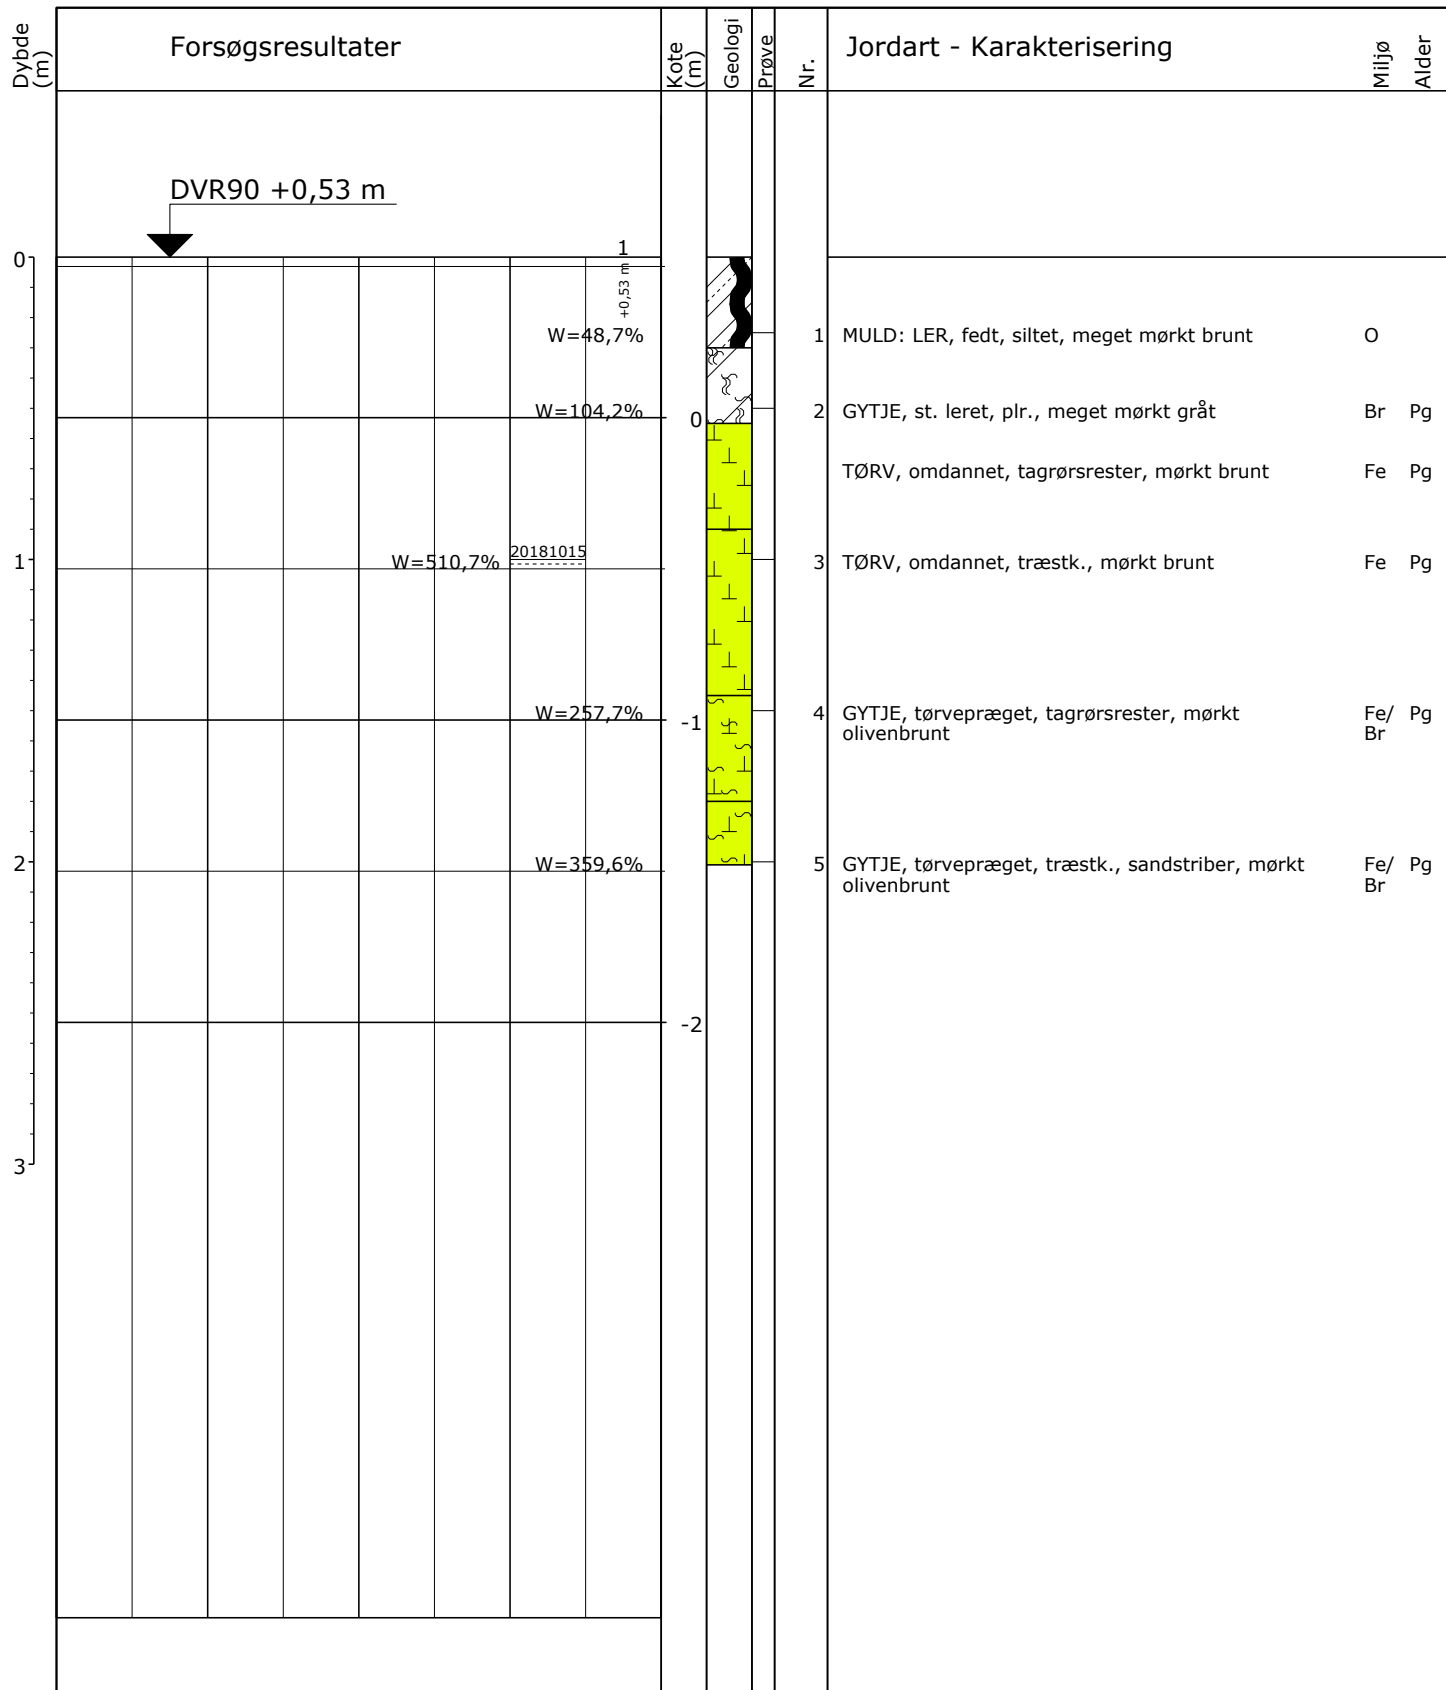 Dybde
(m)
Forsøgsresultater
Kote
(m)
Geologi
Prøve
Nr.
Jordart - Karakterisering
Miljø
Alder
DVR90 +0,53 m
0
1
+0,53 m
W=48,7%
1
MULD: LER, fedt, siltet, meget mørkt brunt
O
W=104,2%
0
2
GYTJE, st. leret, plr., meget mørkt gråt
Br
Pg
TØRV, omdannet, tagrørsrester, mørkt brunt
Fe
Pg
1
W=510,7%
20181015
3
TØRV, omdannet, træstk., mørkt brunt
Fe
Pg
W=257,7%
-1
4
GYTJE, tørvepræget, tagrørsrester, mørkt
olivenbrunt
Fe/
Br
Pg
2
W=359,6%
5
GYTJE, tørvepræget, træstk., sandstriber, mørkt
olivenbrunt
Fe/
Br
Pg
-2
3